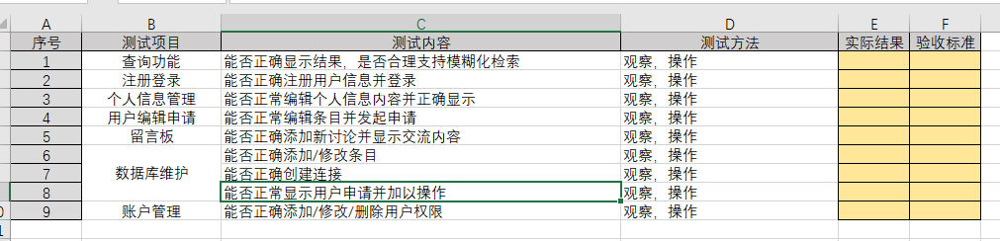 A B C D E F
序号 测试项目 测试内容 测试方法 实际结果 验收标准
1 查询功能 能否正确显示结果，是否合理支持模糊化检索 观察，操作
2 注册登录 能否正确注册用户信息并登录 观察，操作
3 个人信息管理 能否正常编辑个人信息内容并正确显示 观察，操作
4 用户编辑申请 能否正常编辑条目并发起申请 观察，操作
5 留言板 能否正确添加新讨论并显示交流内容 观察，操作
6 能否正确添加/修改条目 观察，操作
7 数据库维护 能否正确创建连接 观察，操作
8 能否正常显示用户申请并加以操作 观察，操作
9 账户管理 能否正确添加/修改/删除用户权限 观察，操作